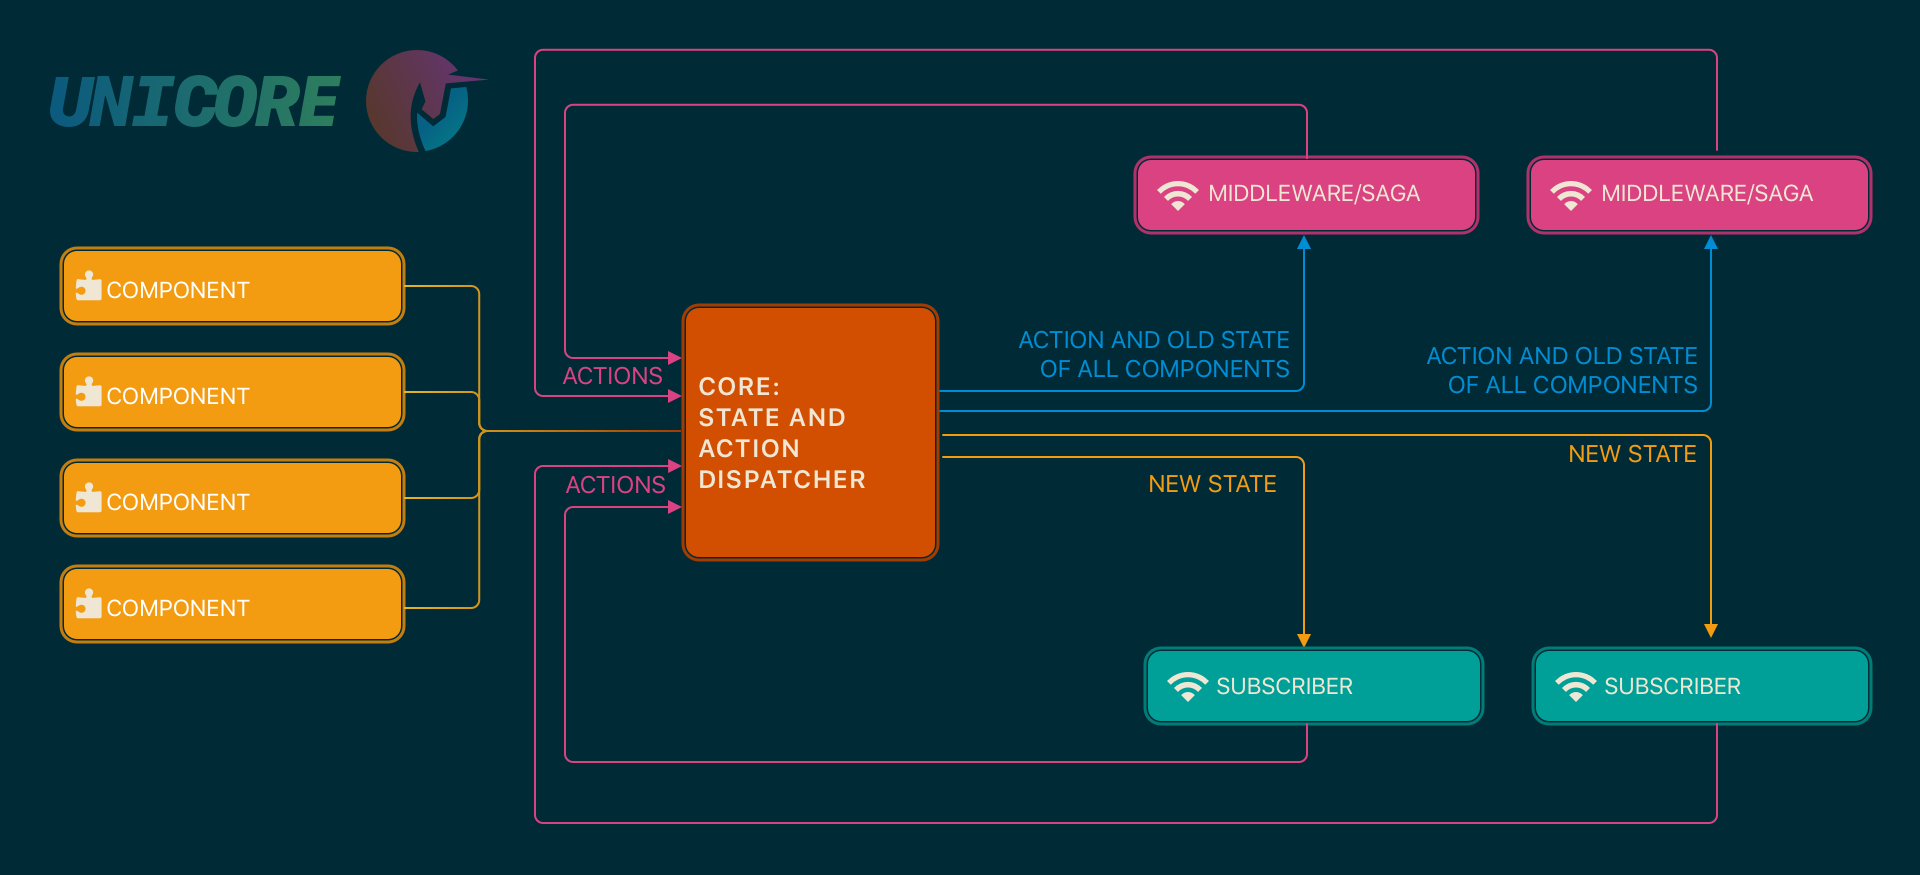 UNICORE
MIDDLEWARE/SAGA
MIDDLEWARE/SAGA
COMPONENT
COMPONENT
COMPONENT
COMPONENT
ACTIONS
ACTIONS
CORE:
STATE AND
ACTION
DISPATCHER
ACTION AND OLD STATE
OF ALL COMPONENTS
ACTION AND OLD STATE
OF ALL COMPONENTS
NEW STATE
NEW STATE
SUBSCRIBER
SUBSCRIBER